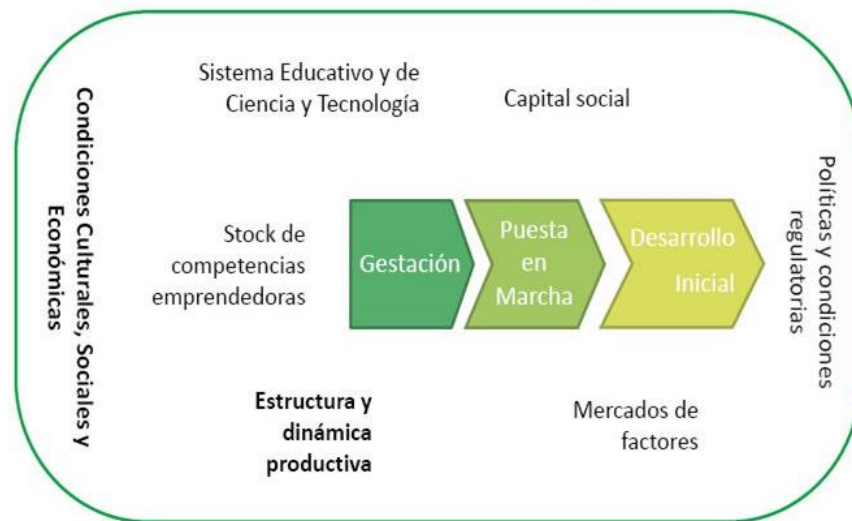 Sistema Educativo y de
Ciencia y Tecnología
Capital social
Condiciones Culturales, Sociales y
Económicas
Stock de
competencias
emprendedoras
Gestación
Puesta
en
Marcha
Desarrollo
Inicial
Políticas y condiciones
regulatorias
Estructura y
dinámica
productiva
Mercados de
factores